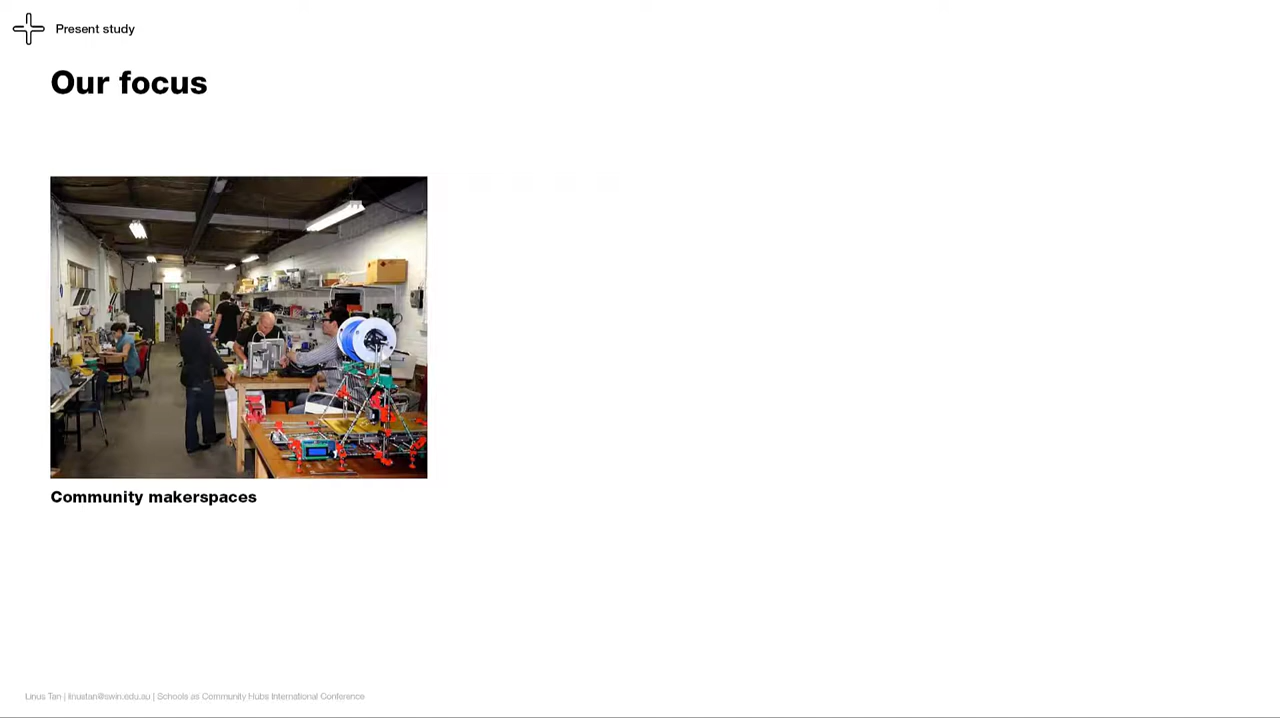 Present study
Our focus
Community makerspaces
Linus Tan | linustan@swin.edu.au | Schools as Community Hubs International Conference